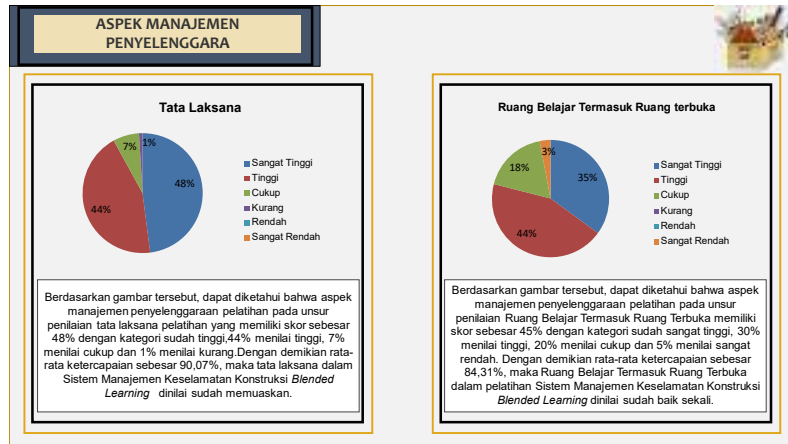 ASPEK MANAJEMEN
PENYELENGGARA
Tata Laksana
7%
1%
48%
44%
Sangat Tinggi
Tinggi
Cukup
Kurang
Rendah
Sangat Rendah
Berdasarkan gambar tersebut, dapat diketahui bahwa aspek
manajemen penyelenggaraan pelatihan pada unsur
penilaian tata laksana pelatihan yang memiliki skor sebesar
48% dengan kategori sudah tinggi,44% menilai tinggi, 7%
menilai cukup dan 1% menilai kurang.Dengan demikian rata-
rata ketercapaian sebesar 90,07%, maka tata laksana dalam
Sistem Manajemen Keselamatan Konstruksi Blended
Learning dinilai sudah memuaskan.
Ruang Belajar Termasuk Ruang terbuka
3%
18%
35%
44%
Sangat Tinggi
Tinggi
Cukup
Kurang
Rendah
Sangat Rendah
Berdasarkan gambar tersebut, dapat diketahui bahwa aspek
manajemen penyelenggaraan pelatihan pada unsur
penilaian Ruang Belajar Termasuk Ruang Terbuka memiliki
skor sebesar 45% dengan kategori sudah sangat tinggi, 30%
menilai tinggi, 20% menilai cukup dan 5% menilai sangat
rendah. Dengan demikian rata-rata ketercapaian sebesar
84,31%, maka Ruang Belajar Termasuk Ruang Terbuka
dalam pelatihan Sistem Manajemen Keselamatan Konstruksi
Blended Learning dinilai sudah baik sekali.